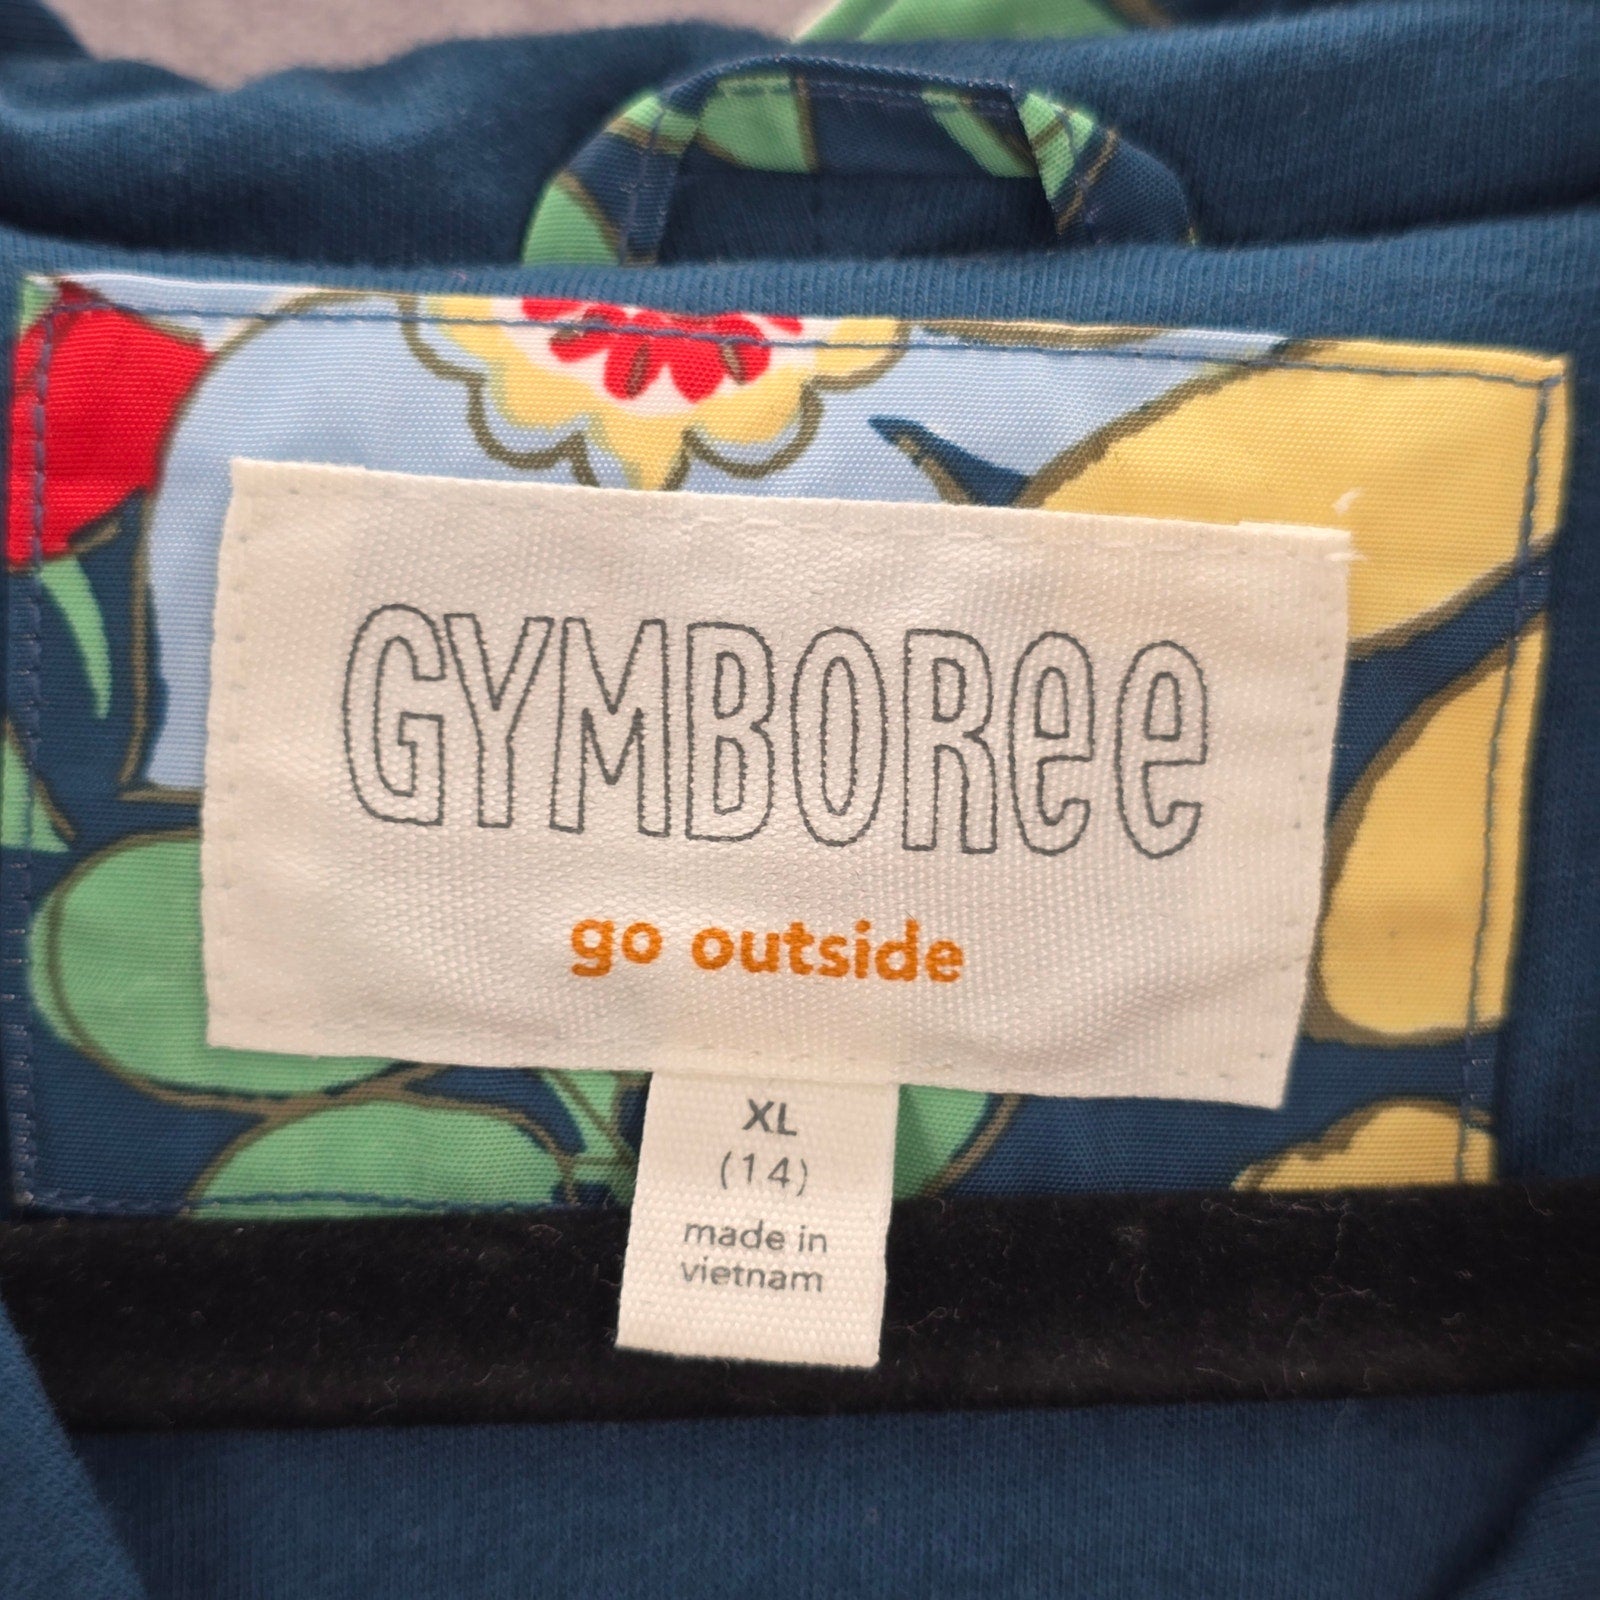 GYMBOREE
go outside
XL
(14)
made in
vietnam